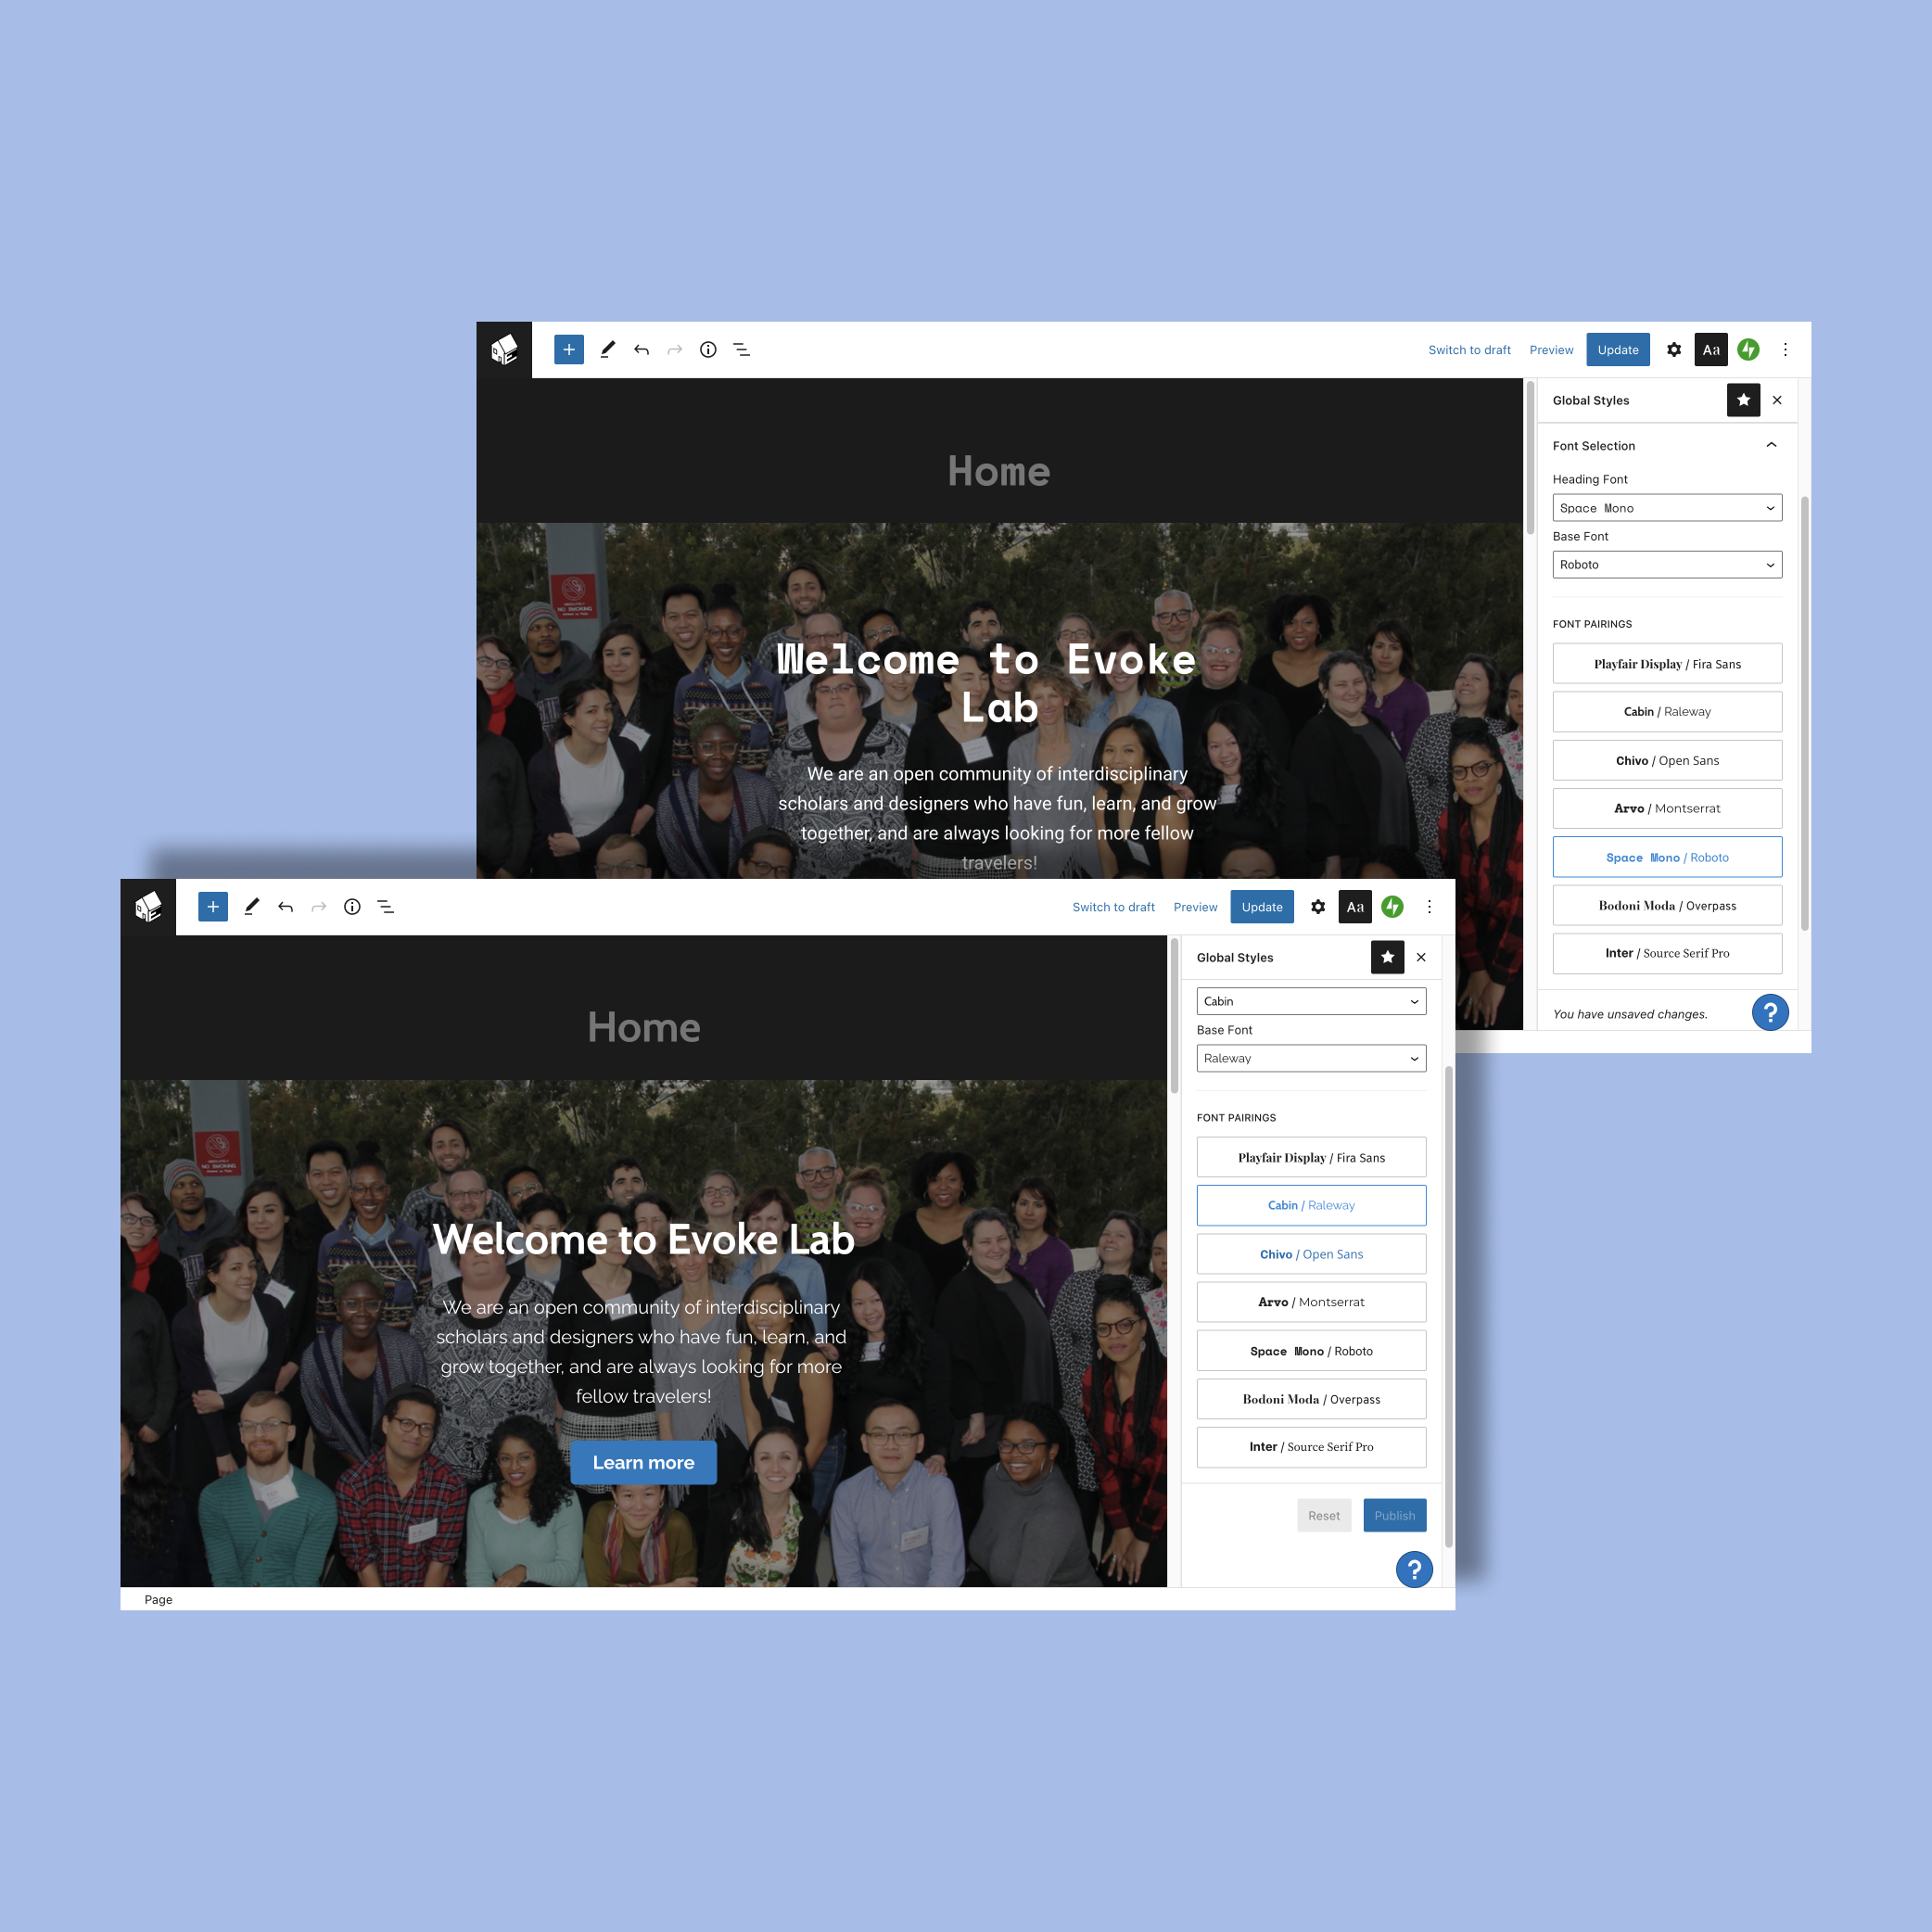 Switch to draft
Preview
Update
Aa
Global Styles
Font Selection
Heading Font
Space Mono
Base Font
Roboto
FONT PAIRINGS
Playfair Display / Fira Sans
Cabin / Raleway
Chivo / Open Sans
Arvo / Montserrat
Space Mono / Roboto
Bodoni Moda / Overpass
Inter / Source Serif Pro
You have unsaved changes.
?
Home
ABSOLUTELY
NO SMOKING
Welcome to Evoke
Lab
We are an open community of interdisciplinary
scholars and designers who have fun, learn, and grow
together, and are always looking for more fellow
travelers!
Switch to draft
Preview
Update
Aa
Global Styles
Cabin
Base Font
Raleway
FONT PAIRINGS
Playfair Display / Fira Sans
Cabin / Raleway
Chivo / Open Sans
Arvo / Montserrat
Space Mono / Roboto
Bodoni Moda / Overpass
Inter / Source Serif Pro
Reset
Publish
?
Home
ABSOLUTELY
NO SMOKING
Welcome to Evoke Lab
We are an open community of interdisciplinary
scholars and designers who have fun, learn, and
grow together, and are always looking for more
fellow travelers!
Learn more
Page